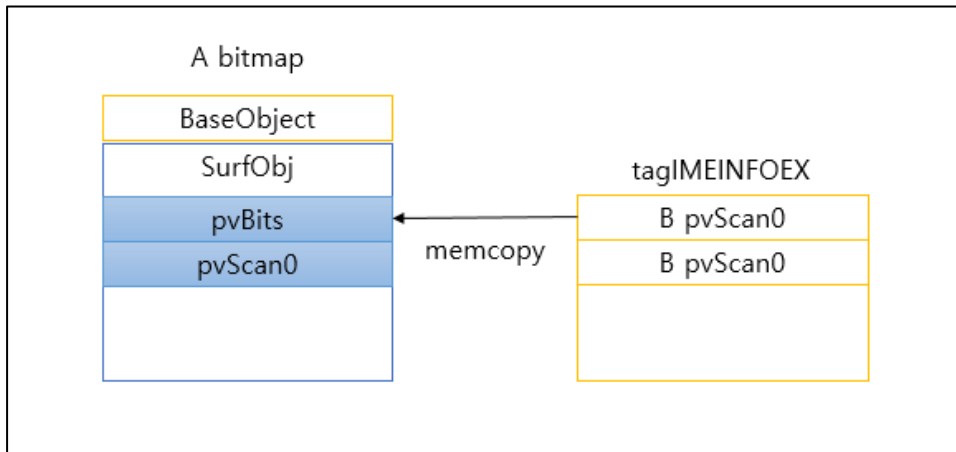 A bitmap
BaseObject
SurfObj
pvBits
pvScan0
memcopy
tagIMEINFOEX
B pvScan0
B pvScan0